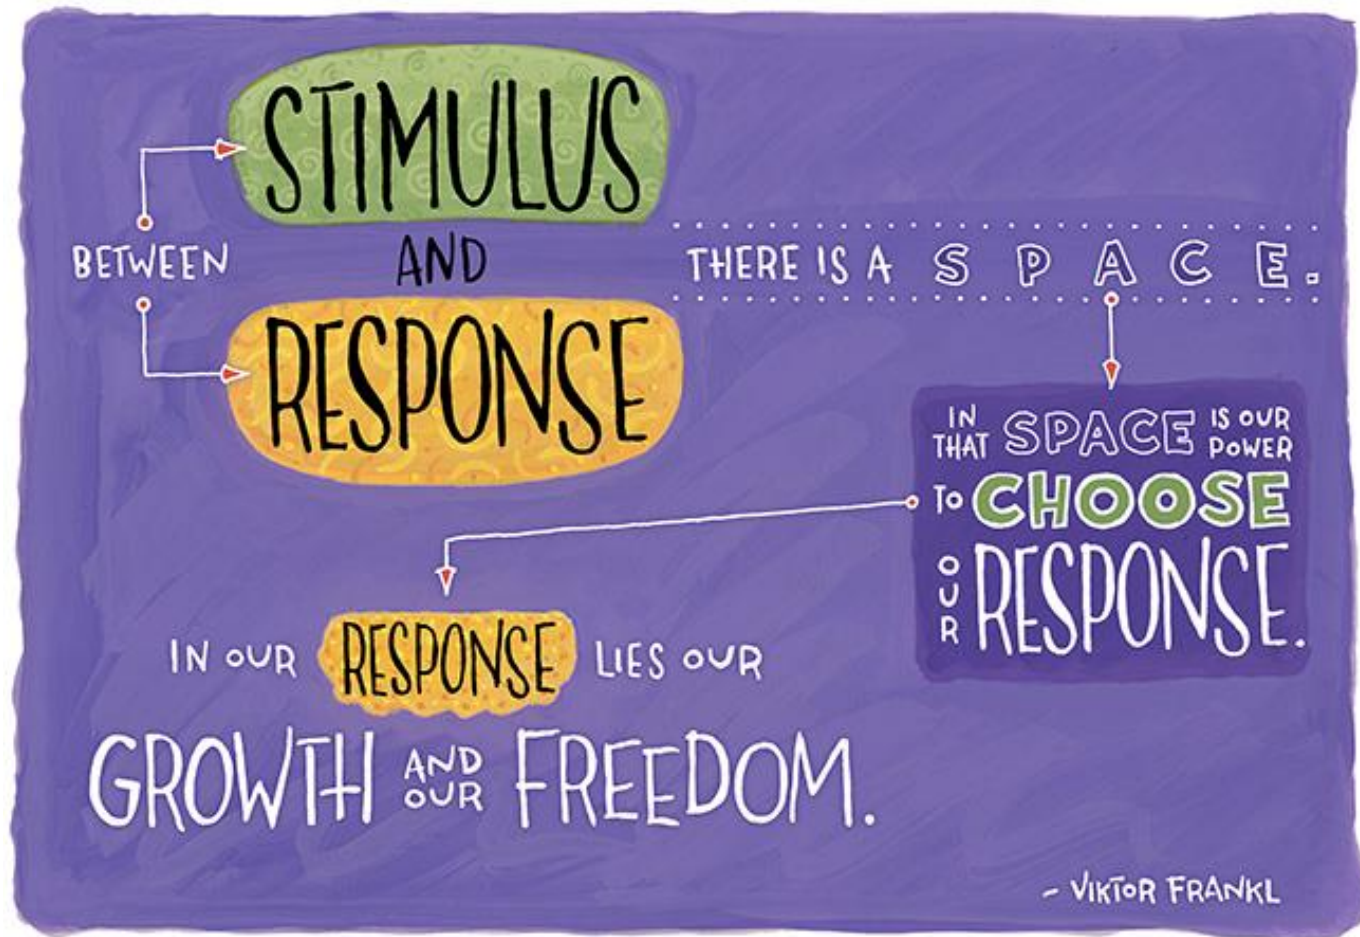 BETWEEN
STIMULUS
AND
RESPONSE
THERE IS A SPACE.
IN THAT SPACE IS OUR POWER
TO CHOOSE
OUR RESPONSE.
IN OUR RESPONSE LIES OUR
GROWTH AND OUR FREEDOM.
- VIKTOR FRANKL